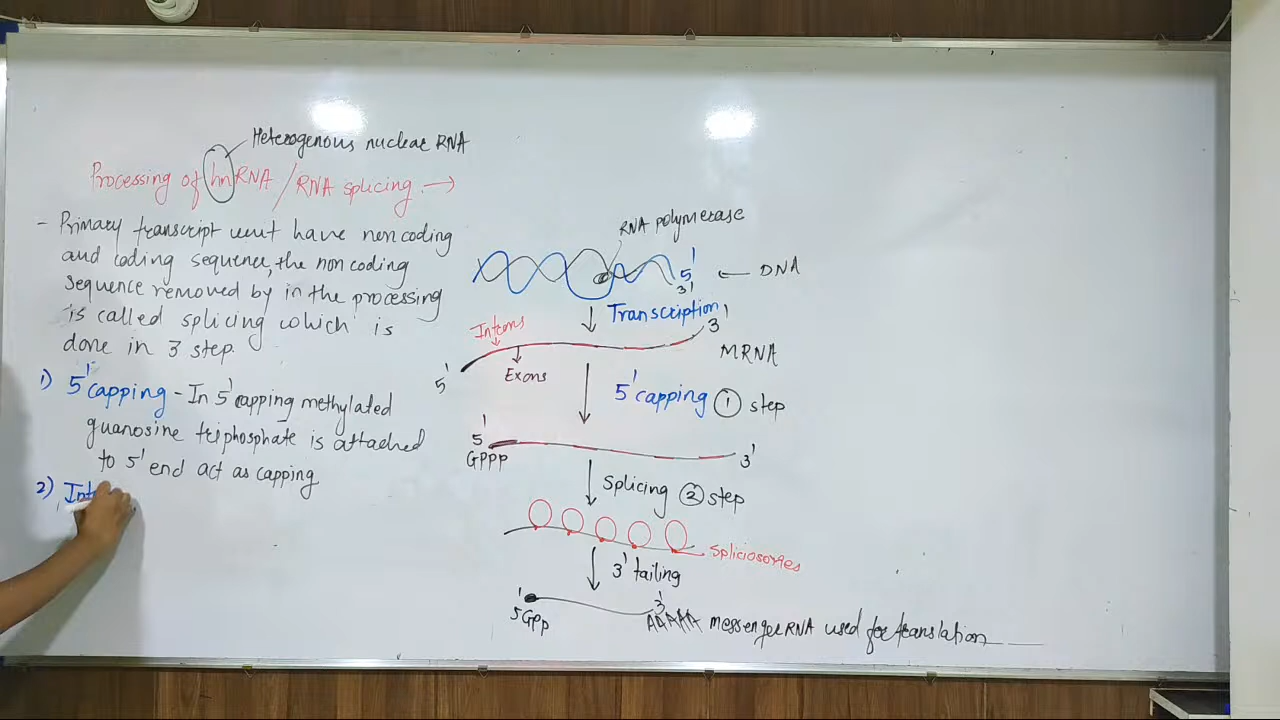 Heterogenous nuclear RNA
Processing of hnRNA / RNA splicing →
- Primary transcript unit have non coding
and coding sequence, the non coding
sequence removed by in the processing
is called splicing which is
done in 3 step.
1) 5' capping - In 5' capping methylated
guanosine triphosphate is attached
to 5' end act as capping
2) Int
RNA polymerase
5'
3'
← DNA
↓ Transcription
Introns
3'
5'
Exons
MRNA
↓ 5' capping ① step
5'
GPPP
3'
↓ Splicing ② step
Spliciosomes
↓ 3' tailing
5' GPP
3'
AAAAA messenger RNA used for translation